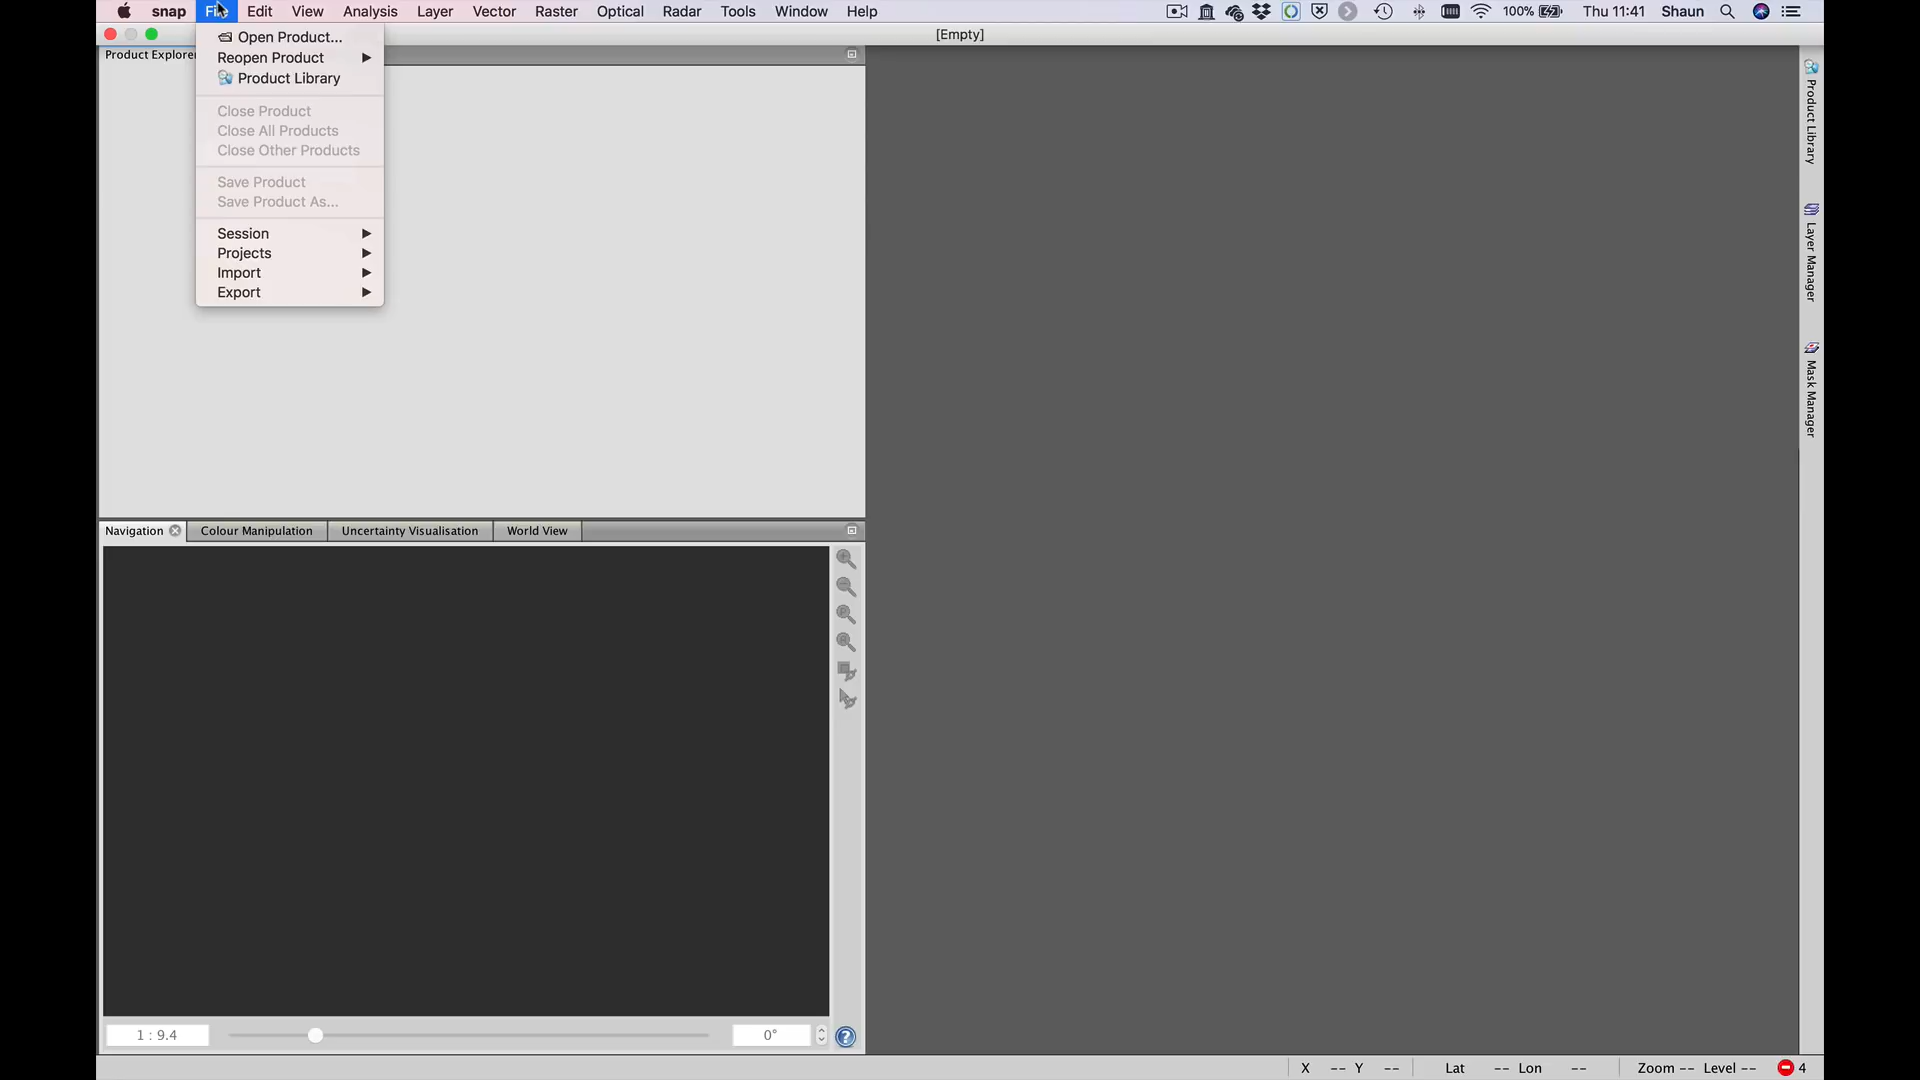 snap File Edit View Analysis Layer Vector Raster Optical Radar Tools Window Help 100% Thu 11:41 Shaun
[Empty]
Product Explorer
Open Product...
Reopen Product
Product Library
Close Product
Close All Products
Close Other Products
Save Product
Save Product As...
Session
Projects
Import
Export
Product Library
Layer Manager
Mask Manager
Navigation Colour Manipulation Uncertainty Visualisation World View
1 : 9.4 0°
X -- Y -- Lat -- Lon -- Zoom -- Level -- 4